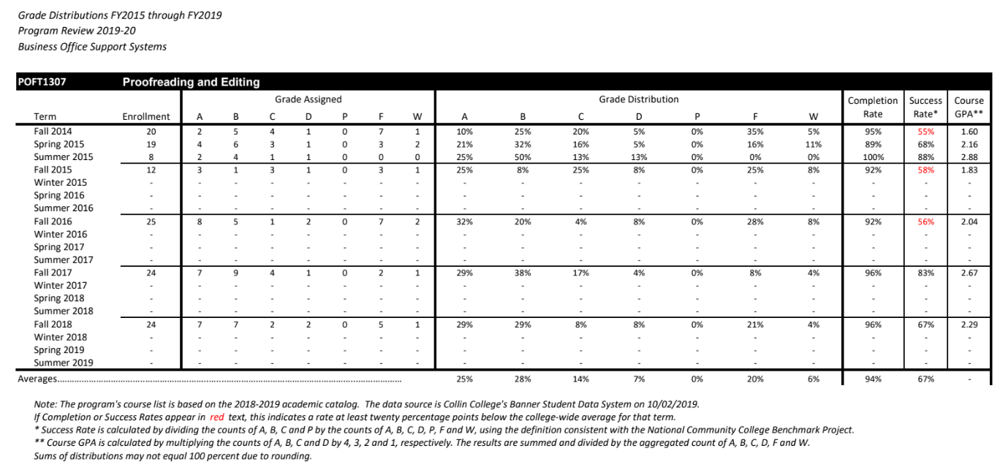 Grade Distributions FY2015 through FY2019
Program Review 2019-20
Business Office Support Systems
POFT1307 Proofreading and Editing
Grade Assigned Grade Distribution Completion Success Course
Term Enrollment A B C D P F W A B C D P F W Rate Rate* GPA**
Fall 2014 20 2 5 4 1 0 7 1 10% 25% 20% 5% 0% 35% 5% 95% 55% 1.60
Spring 2015 19 4 6 3 1 0 3 2 21% 32% 16% 5% 0% 16% 11% 89% 68% 2.16
Summer 2015 8 2 4 1 1 0 0 0 25% 50% 13% 13% 0% 0% 0% 100% 88% 2.88
Fall 2015 12 3 1 3 1 0 3 1 25% 8% 25% 8% 0% 25% 8% 92% 58% 1.83
Winter 2015 - - - - - - - - - - - - - - - - - -
Spring 2016 - - - - - - - - - - - - - - - - - -
Summer 2016 - - - - - - - - - - - - - - - - - -
Fall 2016 25 8 5 1 2 0 7 2 32% 20% 4% 8% 0% 28% 8% 92% 56% 2.04
Winter 2016 - - - - - - - - - - - - - - - - - -
Spring 2017 - - - - - - - - - - - - - - - - - -
Summer 2017 - - - - - - - - - - - - - - - - - -
Fall 2017 24 7 9 4 1 0 2 1 29% 38% 17% 4% 0% 8% 4% 96% 83% 2.67
Winter 2017 - - - - - - - - - - - - - - - - - -
Spring 2018 - - - - - - - - - - - - - - - - - -
Summer 2018 - - - - - - - - - - - - - - - - - -
Fall 2018 24 7 7 2 2 0 5 1 29% 29% 8% 8% 0% 21% 4% 96% 67% 2.29
Winter 2018 - - - - - - - - - - - - - - - - - -
Spring 2019 - - - - - - - - - - - - - - - - - -
Summer 2019 - - - - - - - - - - - - - - - - - -
Averages........................................................ 25% 28% 14% 7% 0% 20% 6% 94% 67% -
Note: The program's course list is based on the 2018-2019 academic catalog. The data source is Collin College's Banner Student Data System on 10/02/2019.
If Completion or Success Rates appear in red text, this indicates a rate at least twenty percentage points below the college-wide average for that term.
* Success Rate is calculated by dividing the counts of A, B, C and P by the counts of A, B, C, D, P, F and W, using the definition consistent with the National Community College Benchmark Project.
** Course GPA is calculated by multiplying the counts of A, B, C and D by 4, 3, 2 and 1, respectively. The results are summed and divided by the aggregated count of A, B, C, D, F and W.
Sums of distributions may not equal 100 percent due to rounding.